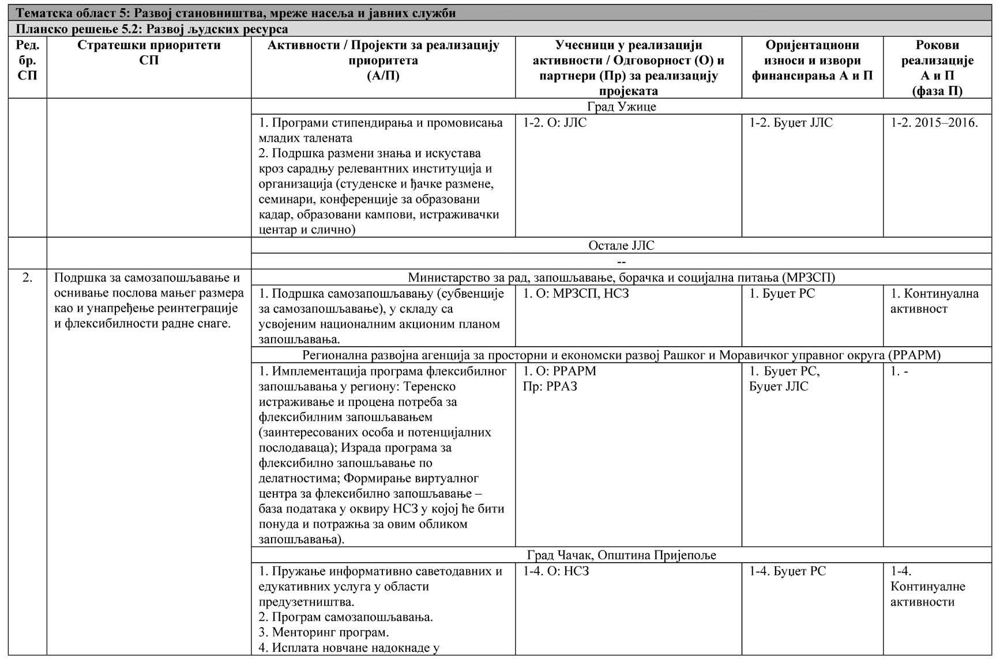 Тематска област 5: Развој становништва, мреже насеља и јавних служби
Планско решење 5.2: Развој људских ресурса
Ред.
бр.
СП
Стратешки приоритети
СП
Активности / Пројекти за реализацију
приоритета
(А/П)
Учесници у реализацији
активности / Одговорност (О) и
партнери (Пр) за реализацију
пројеката
Оријентациони
износи и извори
финансирања А и П
Рокови
реализације
А и П
(фаза П)
Град Ужице
1. Програми стипендирања и промовисања
младих талената
2. Подршка размени знања и искустава
кроз сарадњу релевантних институција и
организација (студенске и ђачке размене,
семинари, конференције за образовани
кадар, образовани кампови, истраживачки
центар и слично)
1-2. О: ЈЛС
1-2. Буџет ЈЛС
1-2. 2015–2016.
Остале ЈЛС
--
2.
Подршка за самозапошљавање и
оснивање послова мањег размера
као и унапређење реинтеграције
и флексибилности радне снаге.
Министарство за рад, запошљавање, борачка и социјална питања (МРЗСП)
1. Подршка самозапошљавању (субвенције
за самозапошљавање), у складу са
усвојеним националним акционим планом
запошљавања.
1. О: МРЗСП, НСЗ
1. Буџет РС
1. Континуална
активност
Регионална развојна агенција за просторни и економски развој Рашког и Моравичког управног округа (РРАРМ)
1. Имплементација програма флексибилног
запошљавања у региону: Теренско
истраживање и процена потреба за
флексибилним запошљавањем
(заинтересованих особа и потенцијалних
послодаваца); Израда програма за
флексибилно запошљавање по
делатностима; Формирање виртуалног
центра за флексибилно запошљавање –
база података у оквиру НСЗ у којој ће бити
понуда и потражња за овим обликом
запошљавања).
1. О: РРАРМ
Пр: РРАЗ
1. Буџет РС,
Буџет ЈЛС
1. -
Град Чачак, Општина Пријепоље
1. Пружање информативно саветодавних и
едукативних услуга у области
предузетништва.
2. Програм самозапошљавања.
3. Менторинг програм.
4. Исплата новчане надокнаде у
1-4. О: НСЗ
1-4. Буџет РС
1-4.
Континуалне
активности